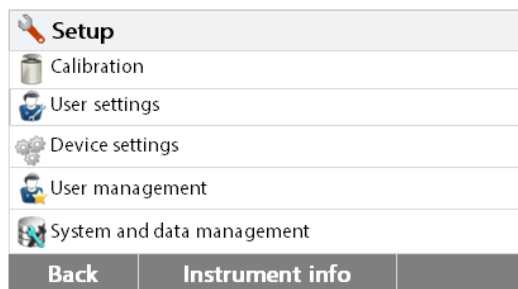 Setup
Calibration
User settings
Device settings
User management
System and data management
Back Instrument info